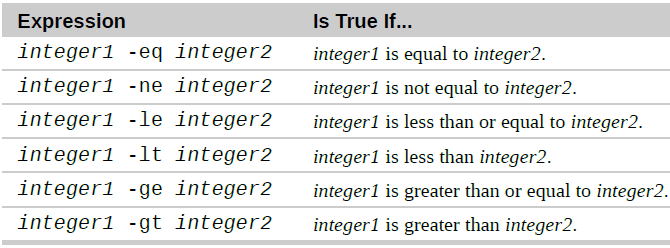 Expression Is True If...
integer1 -eq integer2 integer1 is equal to integer2.
integer1 -ne integer2 integer1 is not equal to integer2.
integer1 -le integer2 integer1 is less than or equal to integer2.
integer1 -lt integer2 integer1 is less than integer2.
integer1 -ge integer2 integer1 is greater than or equal to integer2.
integer1 -gt integer2 integer1 is greater than integer2.